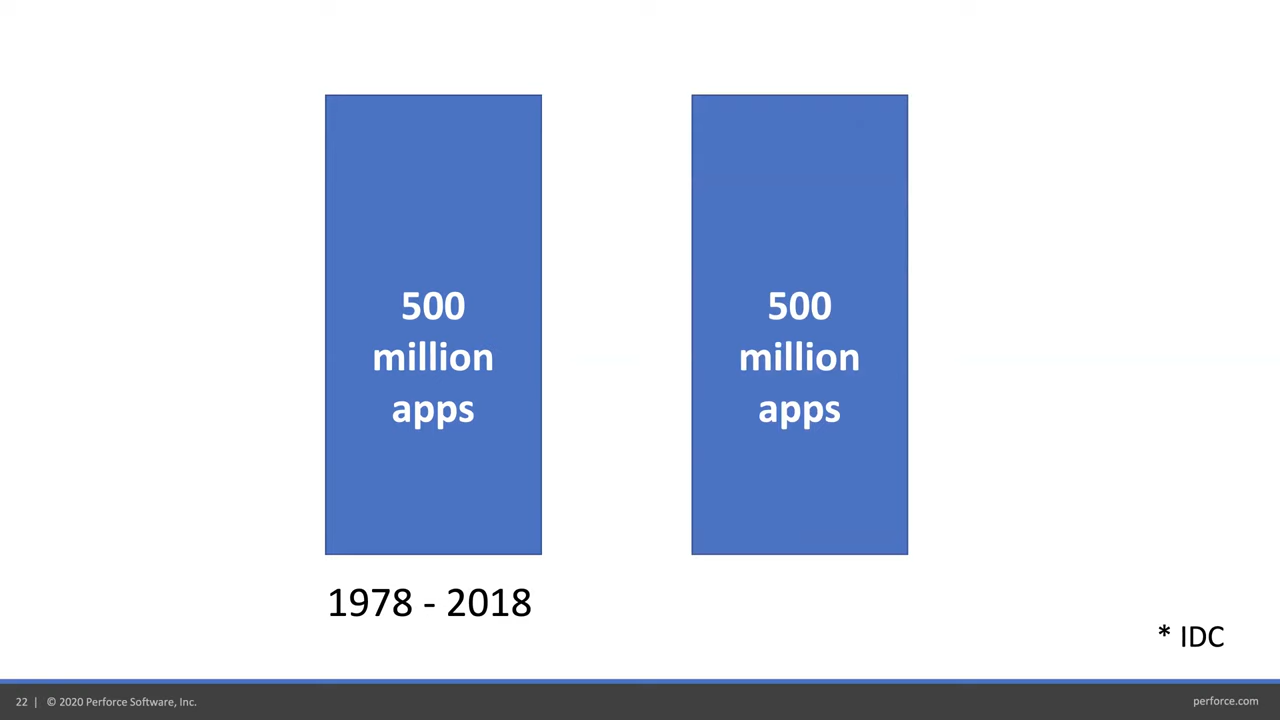 500
million
apps
500
million
apps
1978 - 2018
* IDC
22 | © 2020 Perforce Software, Inc.
perforce.com